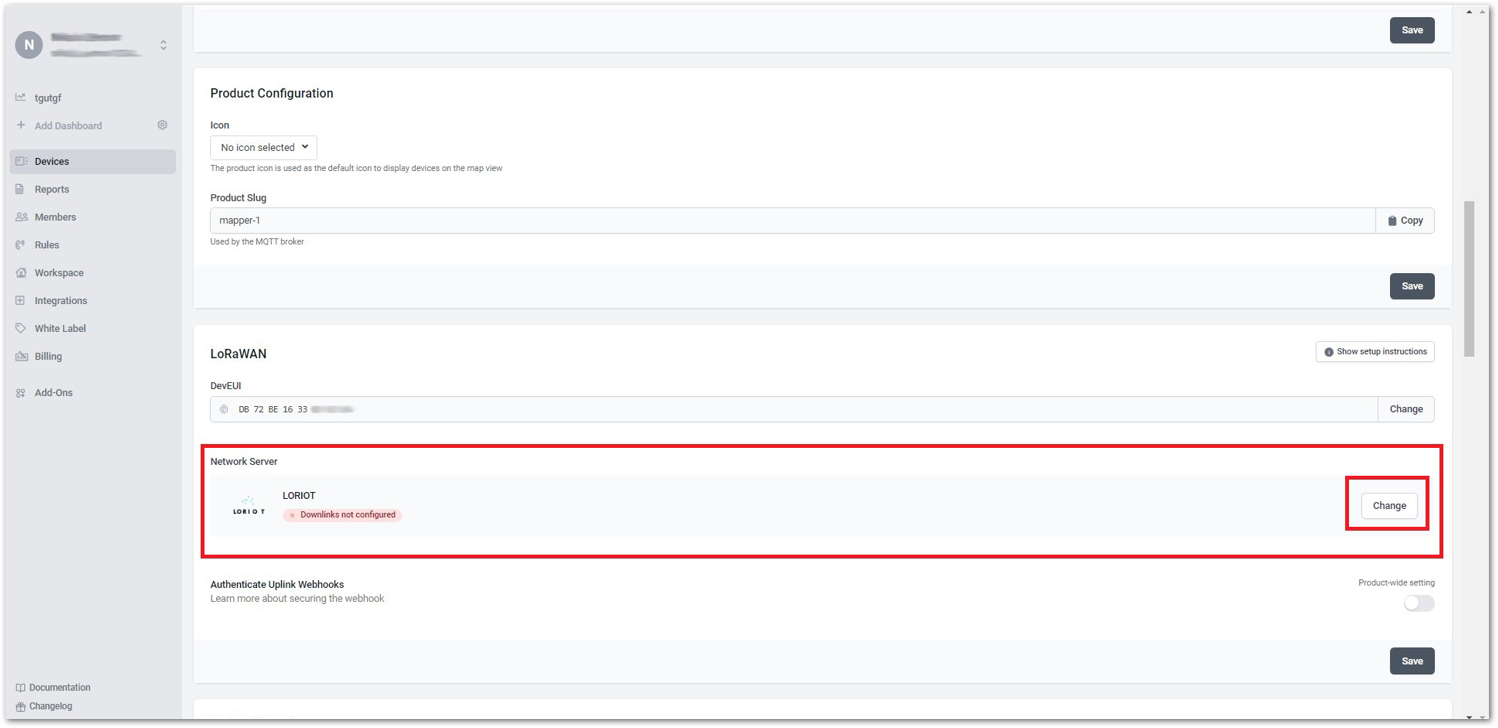 N
Save
tgutgf
Add Dashboard
Devices
Reports
Members
Rules
Workspace
Integrations
White Label
Billing
Add-Ons
Documentation
Changelog
Product Configuration
Icon
No icon selected
The product icon is used as the default icon to display devices on the map view
Product Slug
mapper-1
Copy
Used by the MQTT broker
Save
LoRaWAN
Show setup instructions
DevEUI
DB 72 BE 16 33
Change
Network Server
LORIOT
LORIOT
Downlinks not configured
Change
Authenticate Uplink Webhooks
Learn more about securing the webhook
Product-wide setting
Save